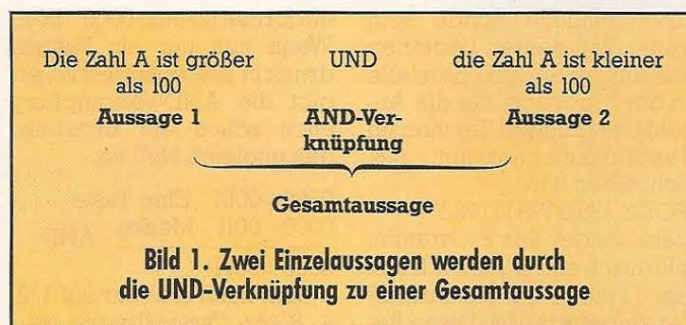 Die Zahl A ist größer UND die Zahl A ist kleiner
als 100 als 100
Aussage 1 AND-Ver- Aussage 2
knüpfung
Gesamtaussage
Bild 1. Zwei Einzelaussagen werden durch
die UND-Verknüpfung zu einer Gesamtaussage